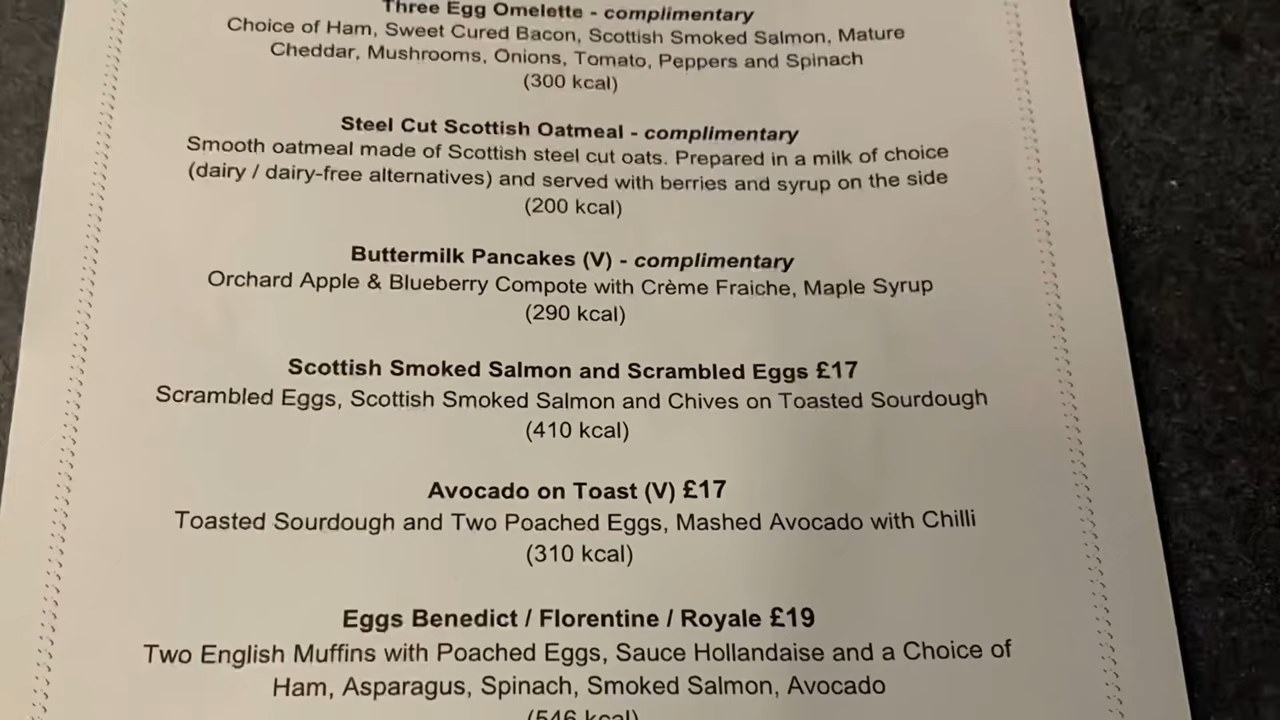 Three Egg Omelette - complimentary
Choice of Ham, Sweet Cured Bacon, Scottish Smoked Salmon, Mature
Cheddar, Mushrooms, Onions, Tomato, Peppers and Spinach
(300 kcal)
Steel Cut Scottish Oatmeal - complimentary
Smooth oatmeal made of Scottish steel cut oats. Prepared in a milk of choice
(dairy / dairy-free alternatives) and served with berries and syrup on the side
(200 kcal)
Buttermilk Pancakes (V) - complimentary
Orchard Apple & Blueberry Compote with Crème Fraiche, Maple Syrup
(290 kcal)
Scottish Smoked Salmon and Scrambled Eggs £17
Scrambled Eggs, Scottish Smoked Salmon and Chives on Toasted Sourdough
(410 kcal)
Avocado on Toast (V) £17
Toasted Sourdough and Two Poached Eggs, Mashed Avocado with Chilli
(310 kcal)
Eggs Benedict / Florentine / Royale £19
Two English Muffins with Poached Eggs, Sauce Hollandaise and a Choice of
Ham, Asparagus, Spinach, Smoked Salmon, Avocado
(546 kcal)